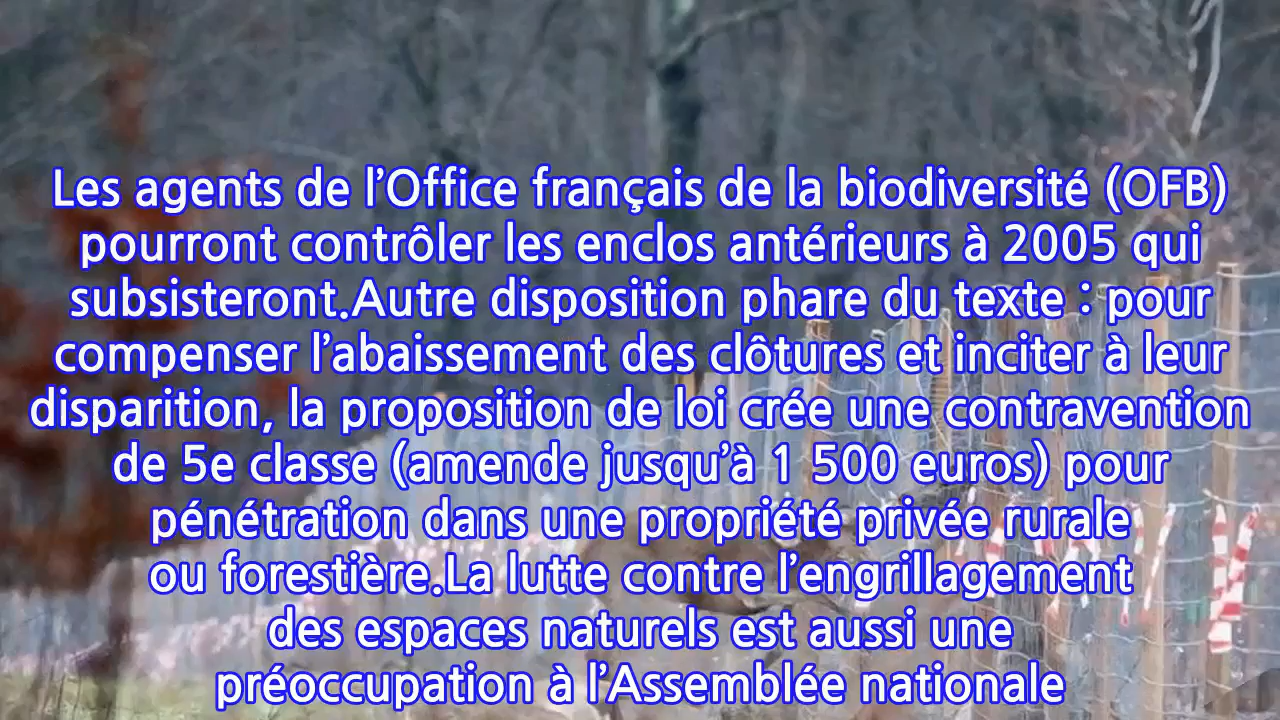 Les agents de l’Office français de la biodiversité (OFB)
pourront contrôler les enclos antérieurs à 2005 qui
subsisteront.Autre disposition phare du texte : pour
compenser l’abaissement des clôtures et inciter à leur
disparition, la proposition de loi crée une contravention
de 5e classe (amende jusqu’à 1 500 euros) pour
pénétration dans une propriété privée rurale
ou forestière.La lutte contre l’engrillagement
des espaces naturels est aussi une
préoccupation à l’Assemblée nationale